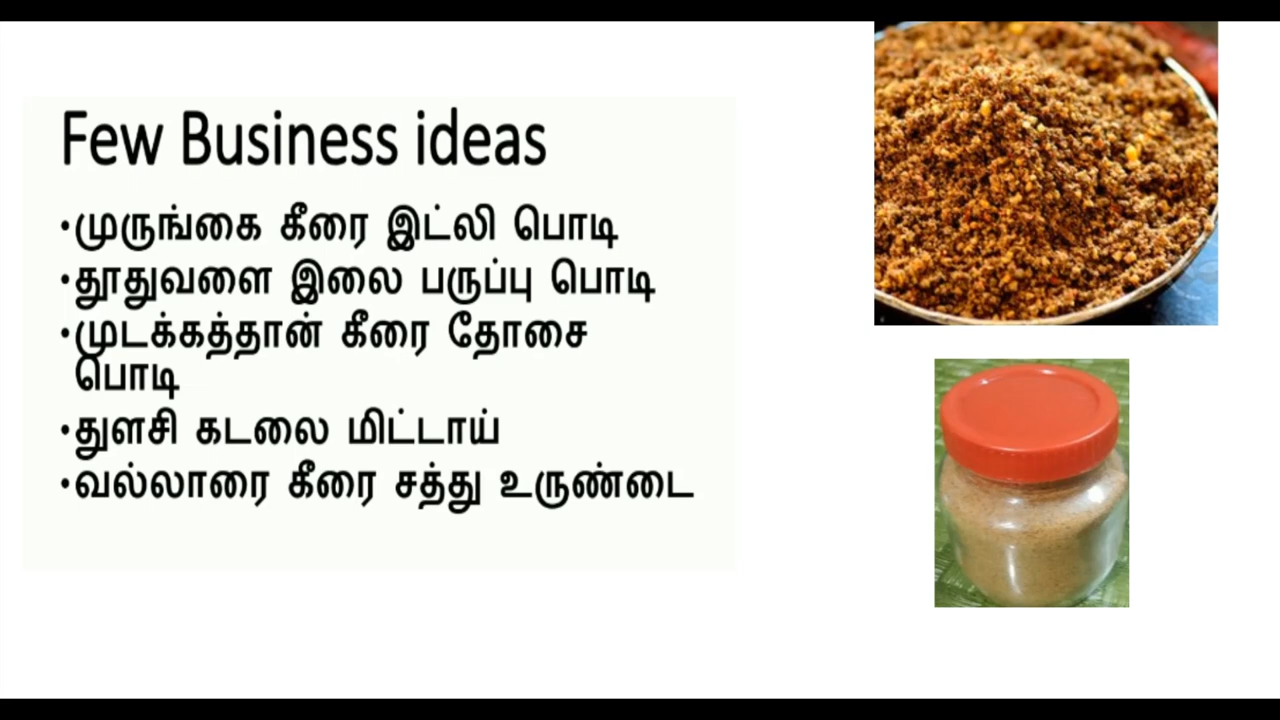 Few Business ideas
•முருங்கை கீரை இட்லி பொடி
•தூதுவளை இலை பருப்பு பொடி
•முடக்கத்தான் கீரை தோசை
பொடி
•துளசி கடலை மிட்டாய்
•வல்லாரை கீரை சத்து உருண்டை